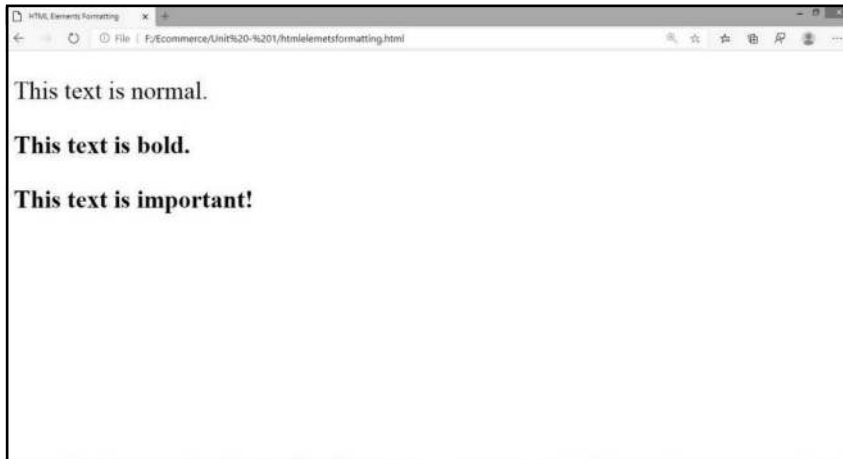 HTML Elements Formatting
File | F:/Ecommerce/Unit%20-%201/htmlelemetsformatting.html
This text is normal.
This text is bold.
This text is important!